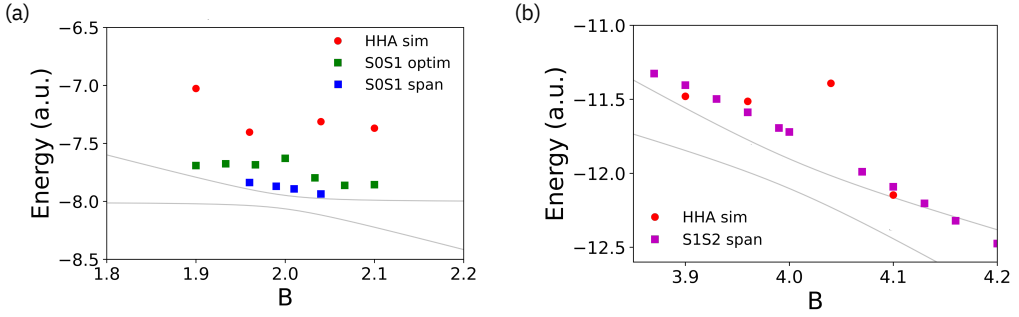 (a)
−6.5
−7.0
−7.5
−8.0
−8.5
Energy (a.u.)
1.8 1.9 2.0 2.1 2.2
B
HHA sim
S0S1 optim
S0S1 span
(b)
−11.0
−11.5
−12.0
−12.5
Energy (a.u.)
3.9 4.0 4.1 4.2
B
HHA sim
S1S2 span